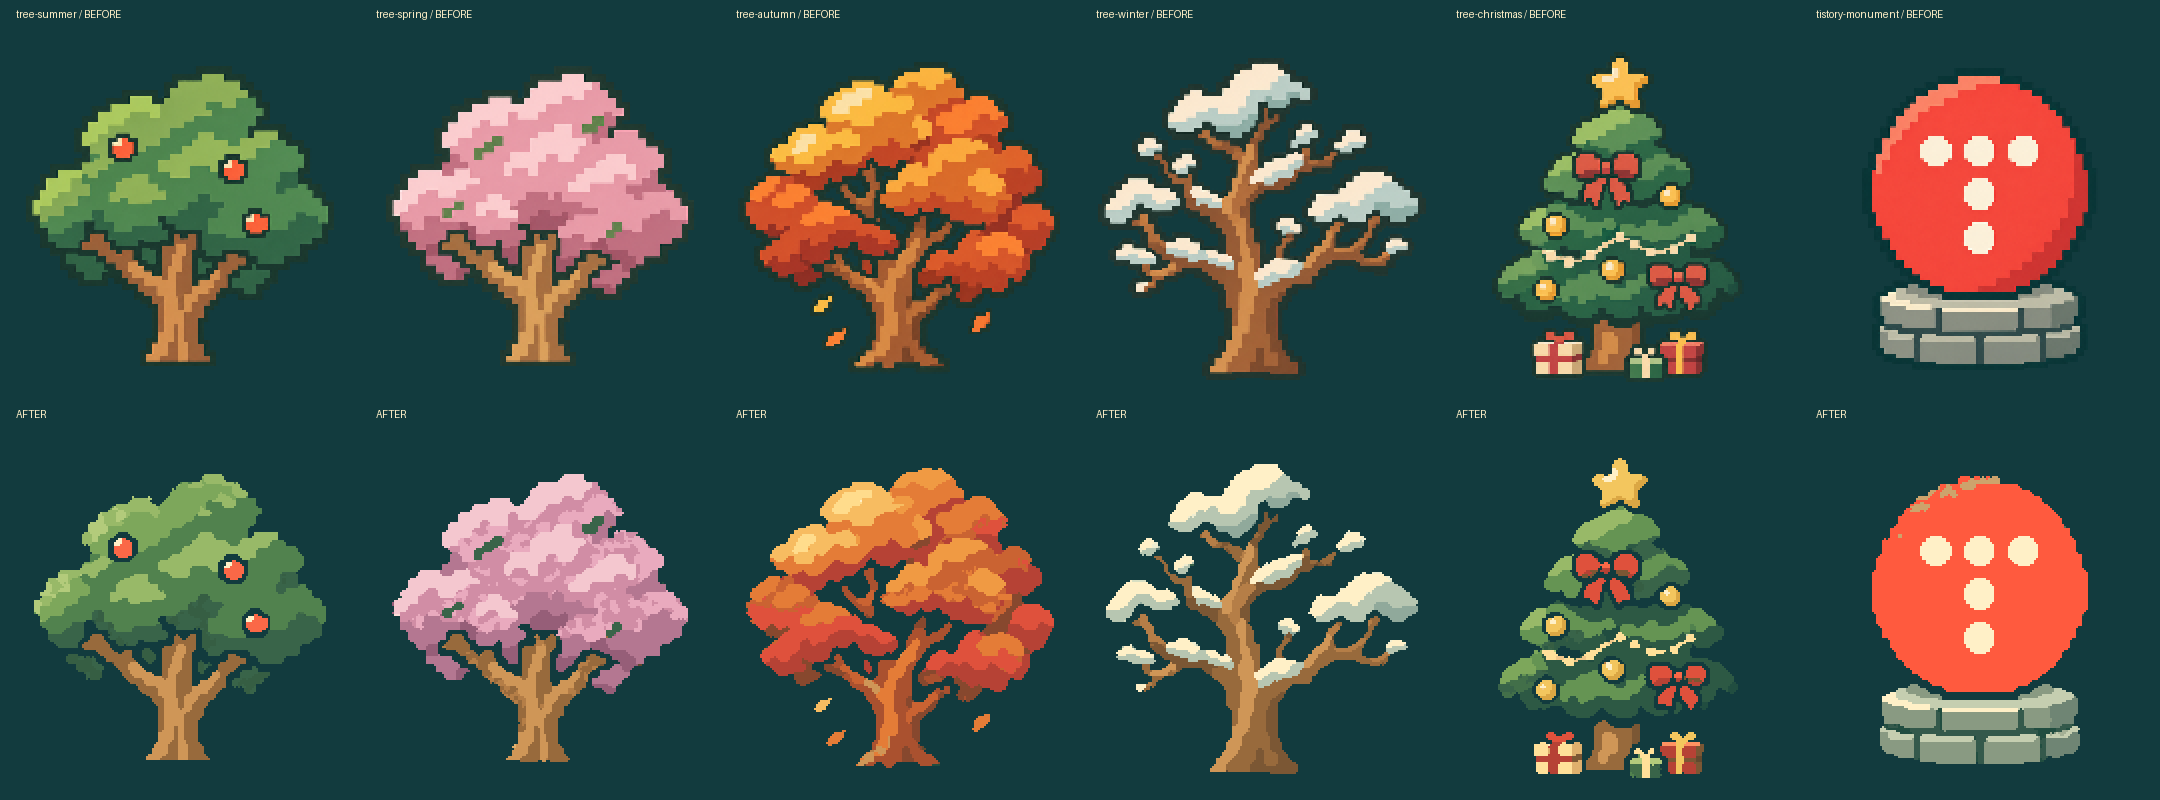 tree-summer / BEFORE
tree-spring / BEFORE
tree-autumn / BEFORE
tree-winter / BEFORE
tree-christmas / BEFORE
tistory-monument / BEFORE
AFTER
AFTER
AFTER
AFTER
AFTER
AFTER